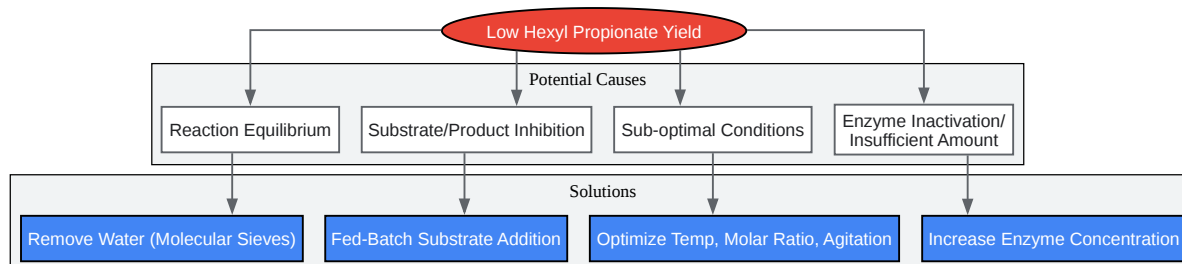 Low Hexyl Propionate Yield
Potential Causes
Reaction Equilibrium
Substrate/Product Inhibition
Sub-optimal Conditions
Enzyme Inactivation/
Insufficient Amount
Solutions
Remove Water (Molecular Sieves)
Fed-Batch Substrate Addition
Optimize Temp, Molar Ratio, Agitation
Increase Enzyme Concentration